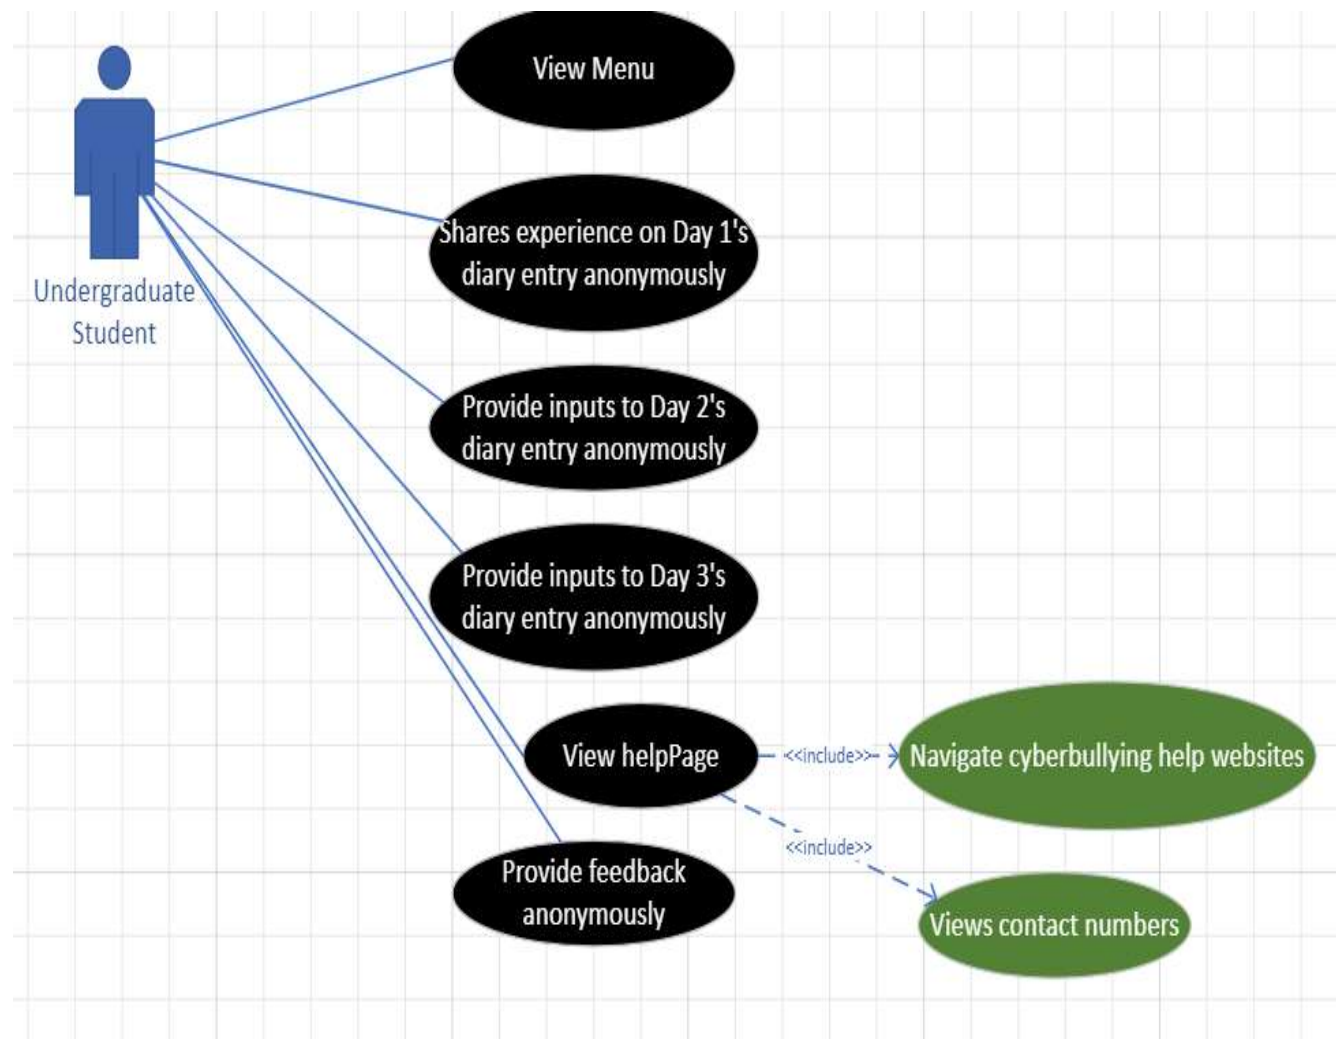 View Menu
Undergraduate
Student
Shares experience on Day 1's
diary entry anonymously
Provide inputs to Day 2's
diary entry anonymously
Provide inputs to Day 3's
diary entry anonymously
View helpPage
<<include>>
Navigate cyberbullying help websites
<<include>>
Provide feedback
anonymously
Views contact numbers